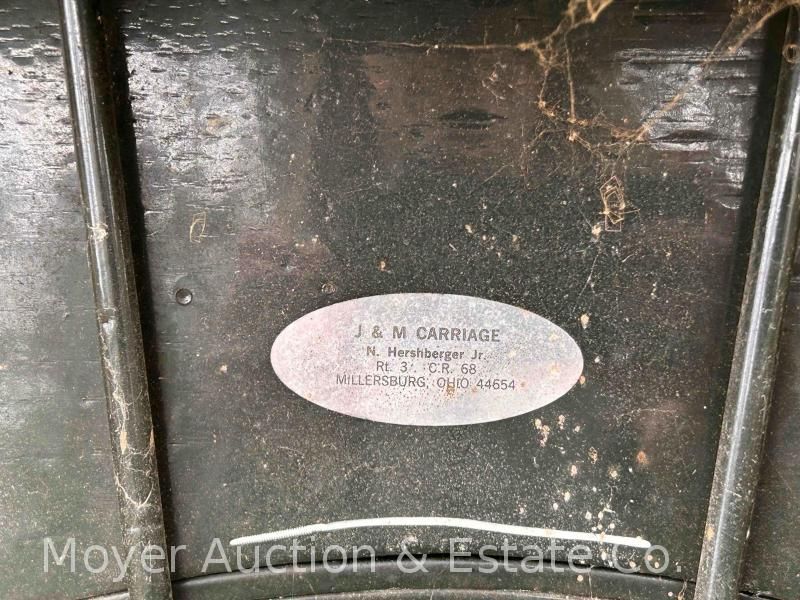 J & M CARRIAGE
N. Hershberger Jr.
Rt. 3 C.R. 68
MILLERSBURG, OHIO 44654
Moyer Auction & Estate Co.